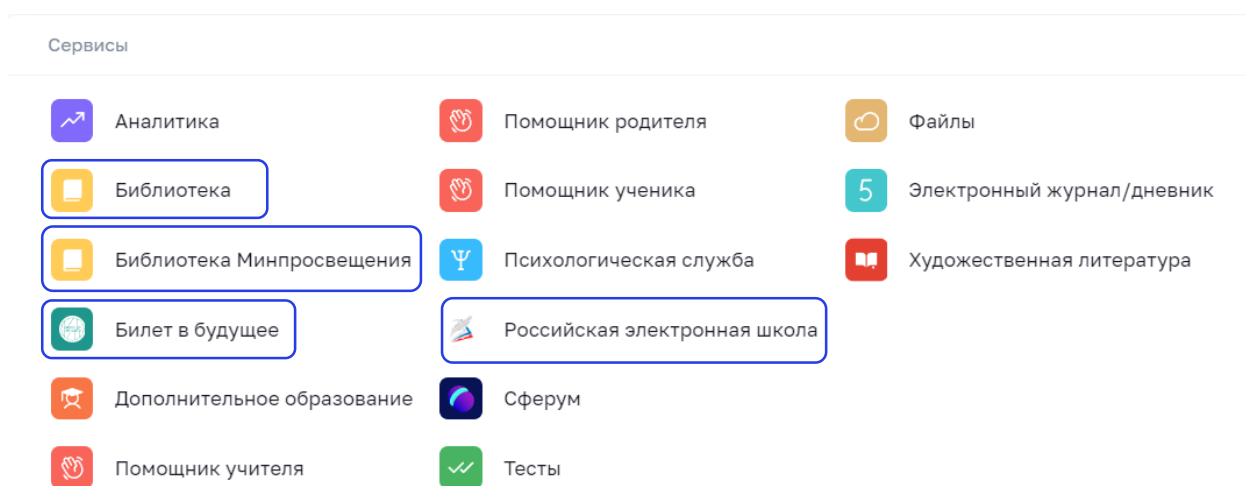 Сервисы
Аналитика
Библиотека
Библиотека Минпросвещения
Билет в будущее
Дополнительное образование
Помощник учителя
Помощник родителя
Помощник ученика
Психологическая служба
Российская электронная школа
Сферум
Тесты
Файлы
5 Электронный журнал/дневник
Художественная литература